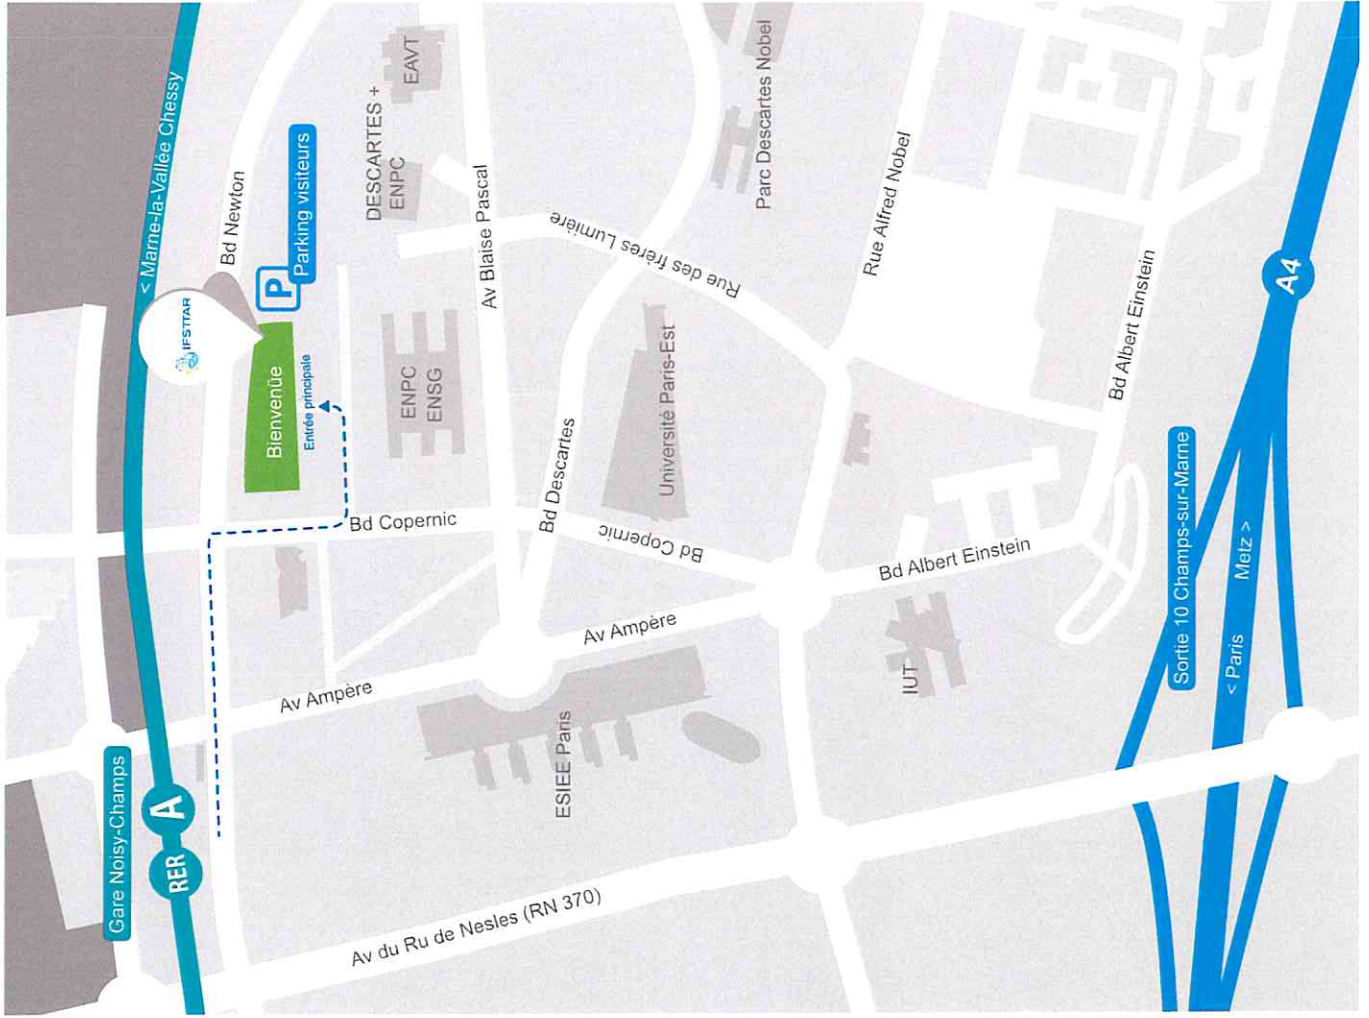 < Marne-la-Vallée Chessy
Bd Newton
IFSTTAR
P
Parking visiteurs
Bienvenüe
Entrée principale
DESCARTES +
ENPC
EAVT
ENPC
ENSG
Av Blaise Pascal
Rue des frères Lumière
Parc Descartes Nobel
Rue Alfred Nobel
Université Paris-Est
Bd Descartes
Bd Copernic
Bd Copernic
Bd Albert Einstein
Bd Albert Einstein
A4
Sortie 10 Champs-sur-Marne
Metz >
< Paris
IUT
Av Ampère
Av Ampère
ESIEE Paris
Gare Noisy-Champs
RER
A
Av du Ru de Nesles (RN 370)